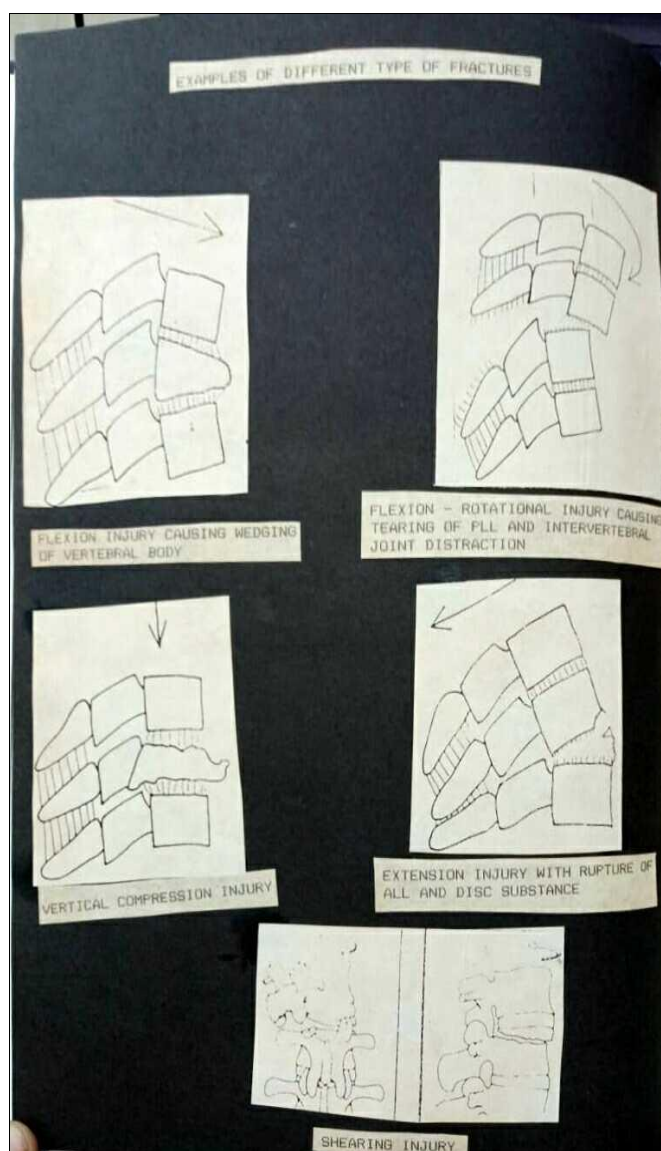 EXAMPLES OF DIFFERENT TYPE OF FRACTURES
FLEXION INJURY CAUSING WEDGING
OF VERTEBRAL BODY
FLEXION - ROTATIONAL INJURY CAUSING
TEARING OF PLL AND INTERVERTEBRAL
JOINT DISTRACTION
VERTICAL COMPRESSION INJURY
EXTENSION INJURY WITH RUPTURE OF
ALL AND DISC SUBSTANCE
SHEARING INJURY